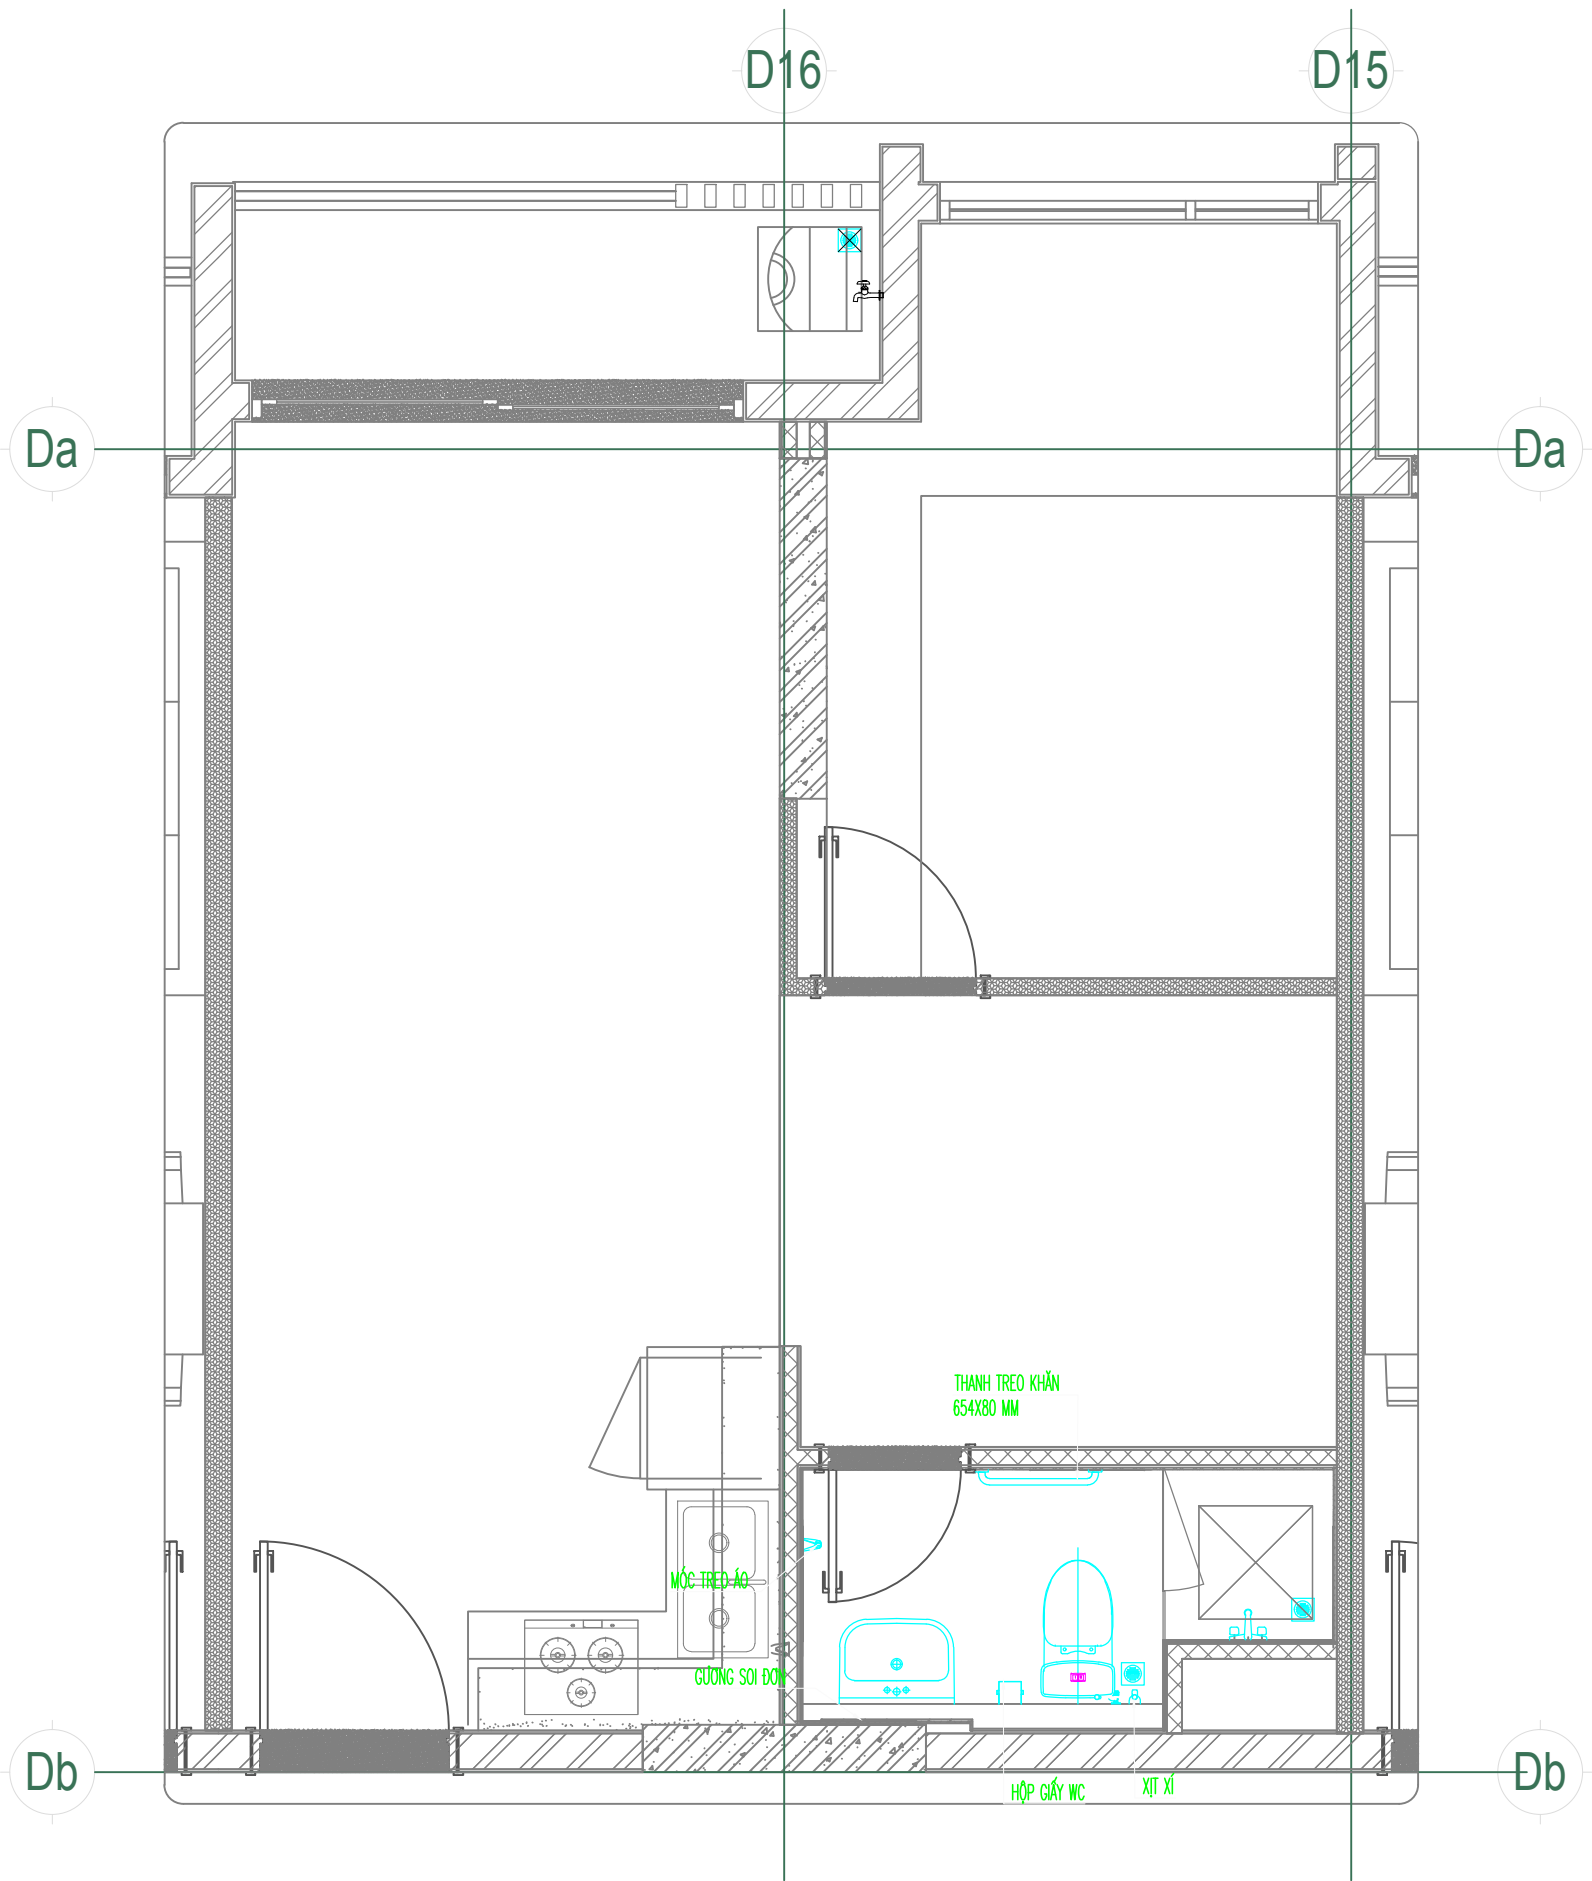 D16
D15
Da
Da
THANH TREO KHĂN
654X80 MM
MÓC TREO ÁO
GƯƠNG SOI ĐƠN
Db
Db
HỘP GIẤY WC
XỊT XÍ